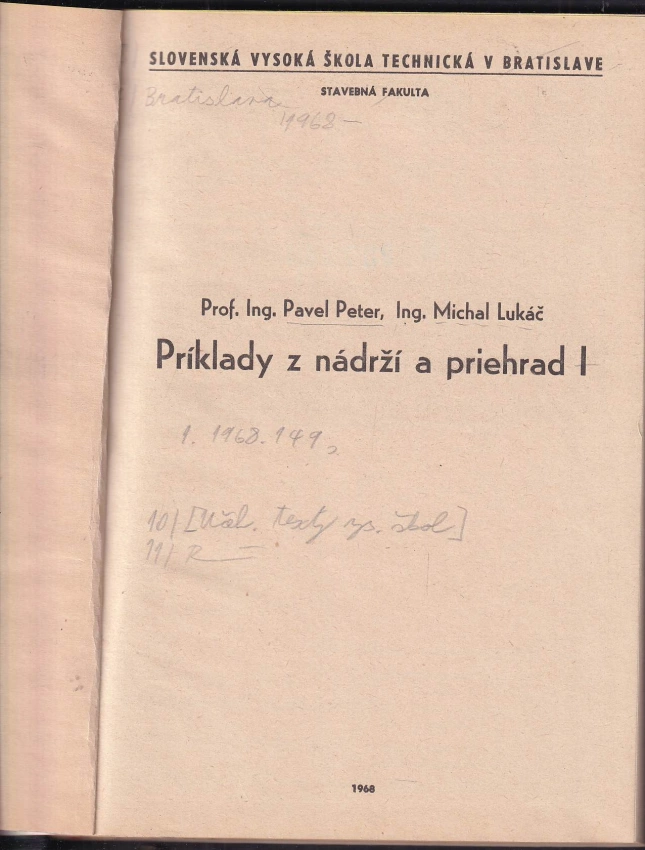 SLOVENSKÁ VYSOKÁ ŠKOLA TECHNICKÁ V BRATISLAVE
STAVEBNÁ FAKULTA
Bratislava
1968 —
Prof. Ing. Pavel Peter, Ing. Michal Lukáč
Príklady z nádrží a priehrad I
1. 1968. 149,
10/ [Učeb. texty vys. škol]
11/ R
1968